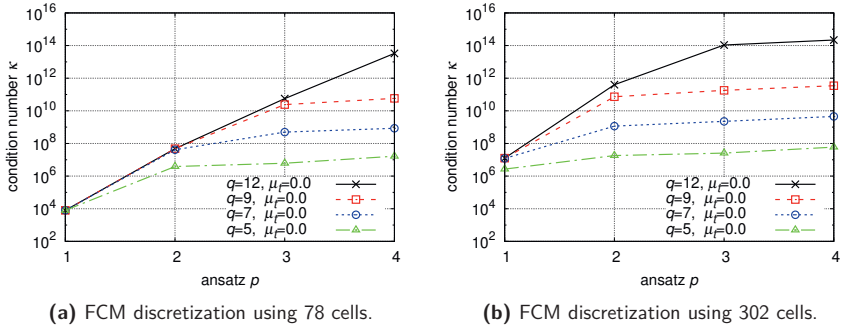 10^16
10^14
10^12
10^10
10^8
10^6
10^4
10^2
condition number κ
1 2 3 4
ansatz p
q=12, μ_f=0.0
q=9, μ_f=0.0
q=7, μ_f=0.0
q=5, μ_f=0.0
(a) FCM discretization using 78 cells.
10^16
10^14
10^12
10^10
10^8
10^6
10^4
10^2
condition number κ
1 2 3 4
ansatz p
q=12, μ_f=0.0
q=9, μ_f=0.0
q=7, μ_f=0.0
q=5, μ_f=0.0
(b) FCM discretization using 302 cells.